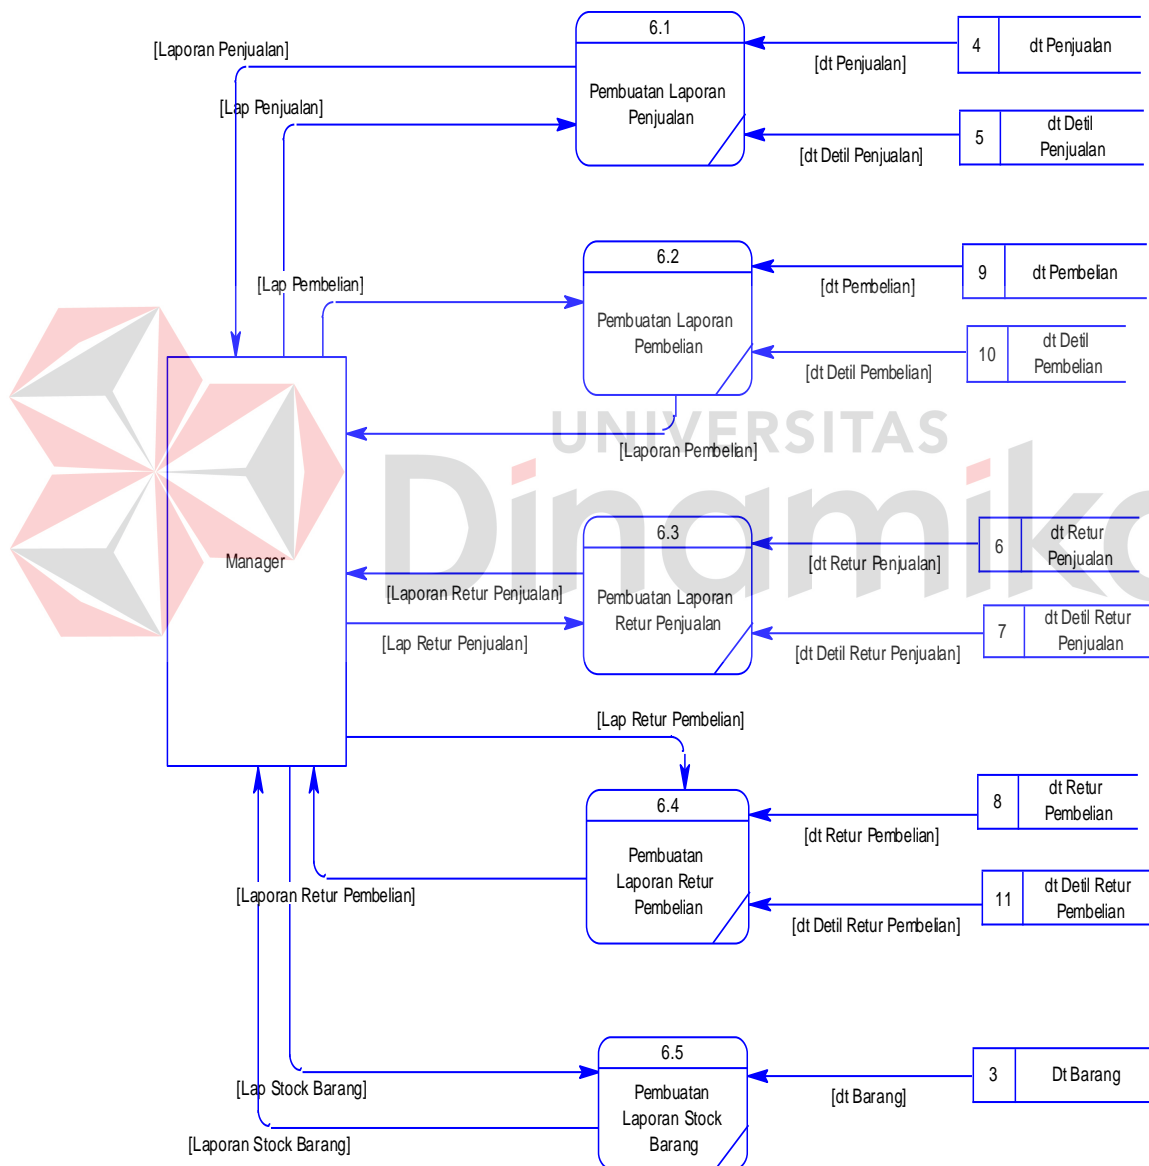 6.1
4
dt Penjualan
[Laporan Penjualan]
[dt Penjualan]
[Lap Penjualan]
Pembuatan Laporan
Penjualan
5
dt Detil
Penjualan
[dt Detil Penjualan]
6.2
9
dt Pembelian
[Lap Pembelian]
[dt Pembelian]
Pembuatan Laporan
Pembelian
10
dt Detil
Pembelian
[dt Detil Pembelian]
UNIVERSITAS
[Laporan Pembelian]
Dinamika
6.3
6
dt Retur
Penjualan
Manager
[dt Retur Penjualan]
[Laporan Retur Penjualan]
Pembuatan Laporan
Retur Penjualan
7
dt Detil Retur
Penjualan
[Lap Retur Penjualan]
[dt Detil Retur Penjualan]
[Lap Retur Pembelian]
6.4
8
dt Retur
Pembelian
[dt Retur Pembelian]
Pembuatan
Laporan Retur
Pembelian
[Laporan Retur Pembelian]
11
dt Detil Retur
Pembelian
[dt Detil Retur Pembelian]
6.5
3
Dt Barang
[Lap Stock Barang]
Pembuatan
Laporan Stock
Barang
[dt Barang]
[Laporan Stock Barang]